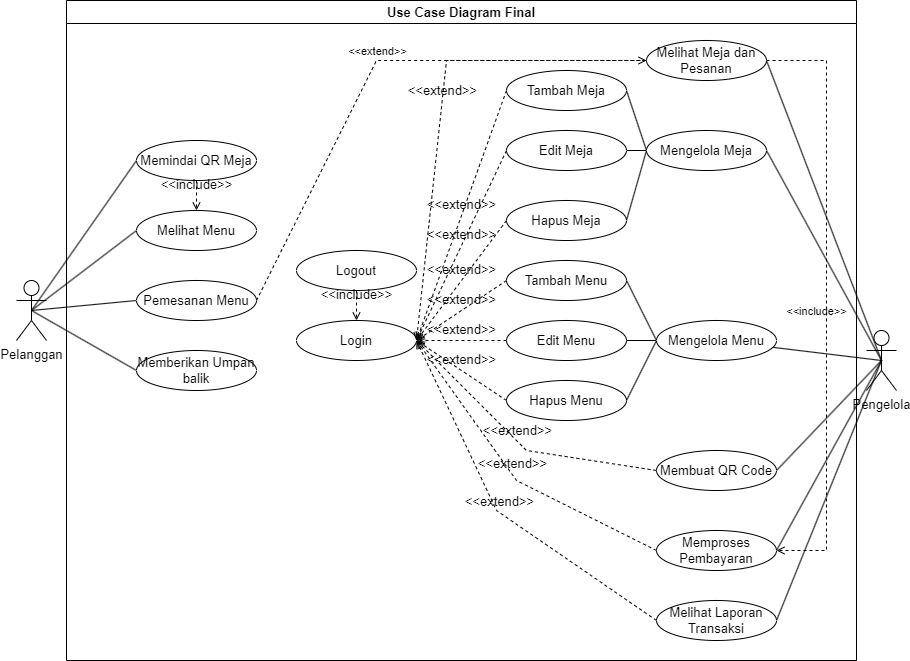 Use Case Diagram Final
<<extend>>
Melihat Meja dan
Pesanan
<<extend>>
Tambah Meja
Memindai QR Meja
Edit Meja
Mengelola Meja
<<include>>
<<extend>>
Hapus Meja
Melihat Menu
<<extend>>
Logout
<<extend>>
Tambah Menu
<<include>>
Pemesanan Menu
<<extend>>
<<include>>
Pelanggan
Login
<<extend>>
Edit Menu
Mengelola Menu
<<extend>>
Memberikan Umpan
balik
Hapus Menu
Pengelola
<<extend>>
<<extend>>
Membuat QR Code
<<extend>>
Memproses
Pembayaran
Melihat Laporan
Transaksi